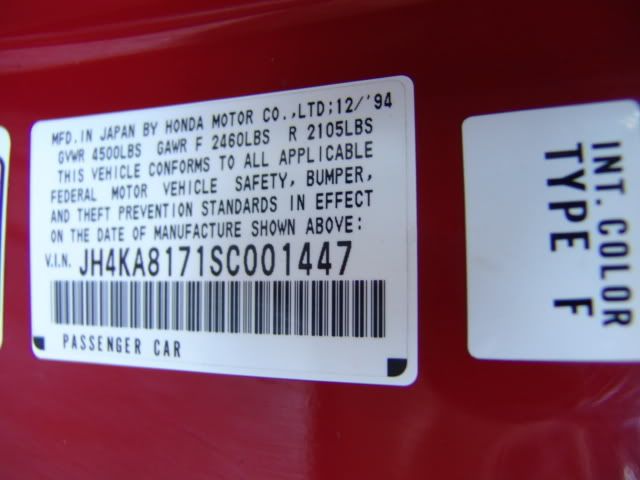 MFD. IN JAPAN BY HONDA MOTOR CO.,LTD;12/'94
GVWR 4500LBS GAWR F 2460LBS R 2105LBS
THIS VEHICLE CONFORMS TO ALL APPLICABLE
FEDERAL MOTOR VEHICLE SAFETY, BUMPER,
AND THEFT PREVENTION STANDARDS IN EFFECT
ON THE DATE OF MANUFACTURE SHOWN ABOVE:
V.I.N. JH4KA8171SC001447
PASSENGER CAR
INT. COLOR
TYPE F